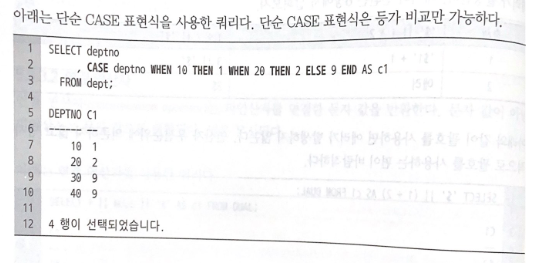 아래는 단순 CASE 표현식을 사용한 쿼리다. 단순 CASE 표현식은 등가 비교만 가능하다.
1 SELECT deptno
2 , CASE deptno WHEN 10 THEN 1 WHEN 20 THEN 2 ELSE 9 END AS c1
3 FROM dept;
4
5 DEPTNO C1
6 ------ --
7 10 1
8 20 2
9 30 9
10 40 9
11
12 4 행이 선택되었습니다.